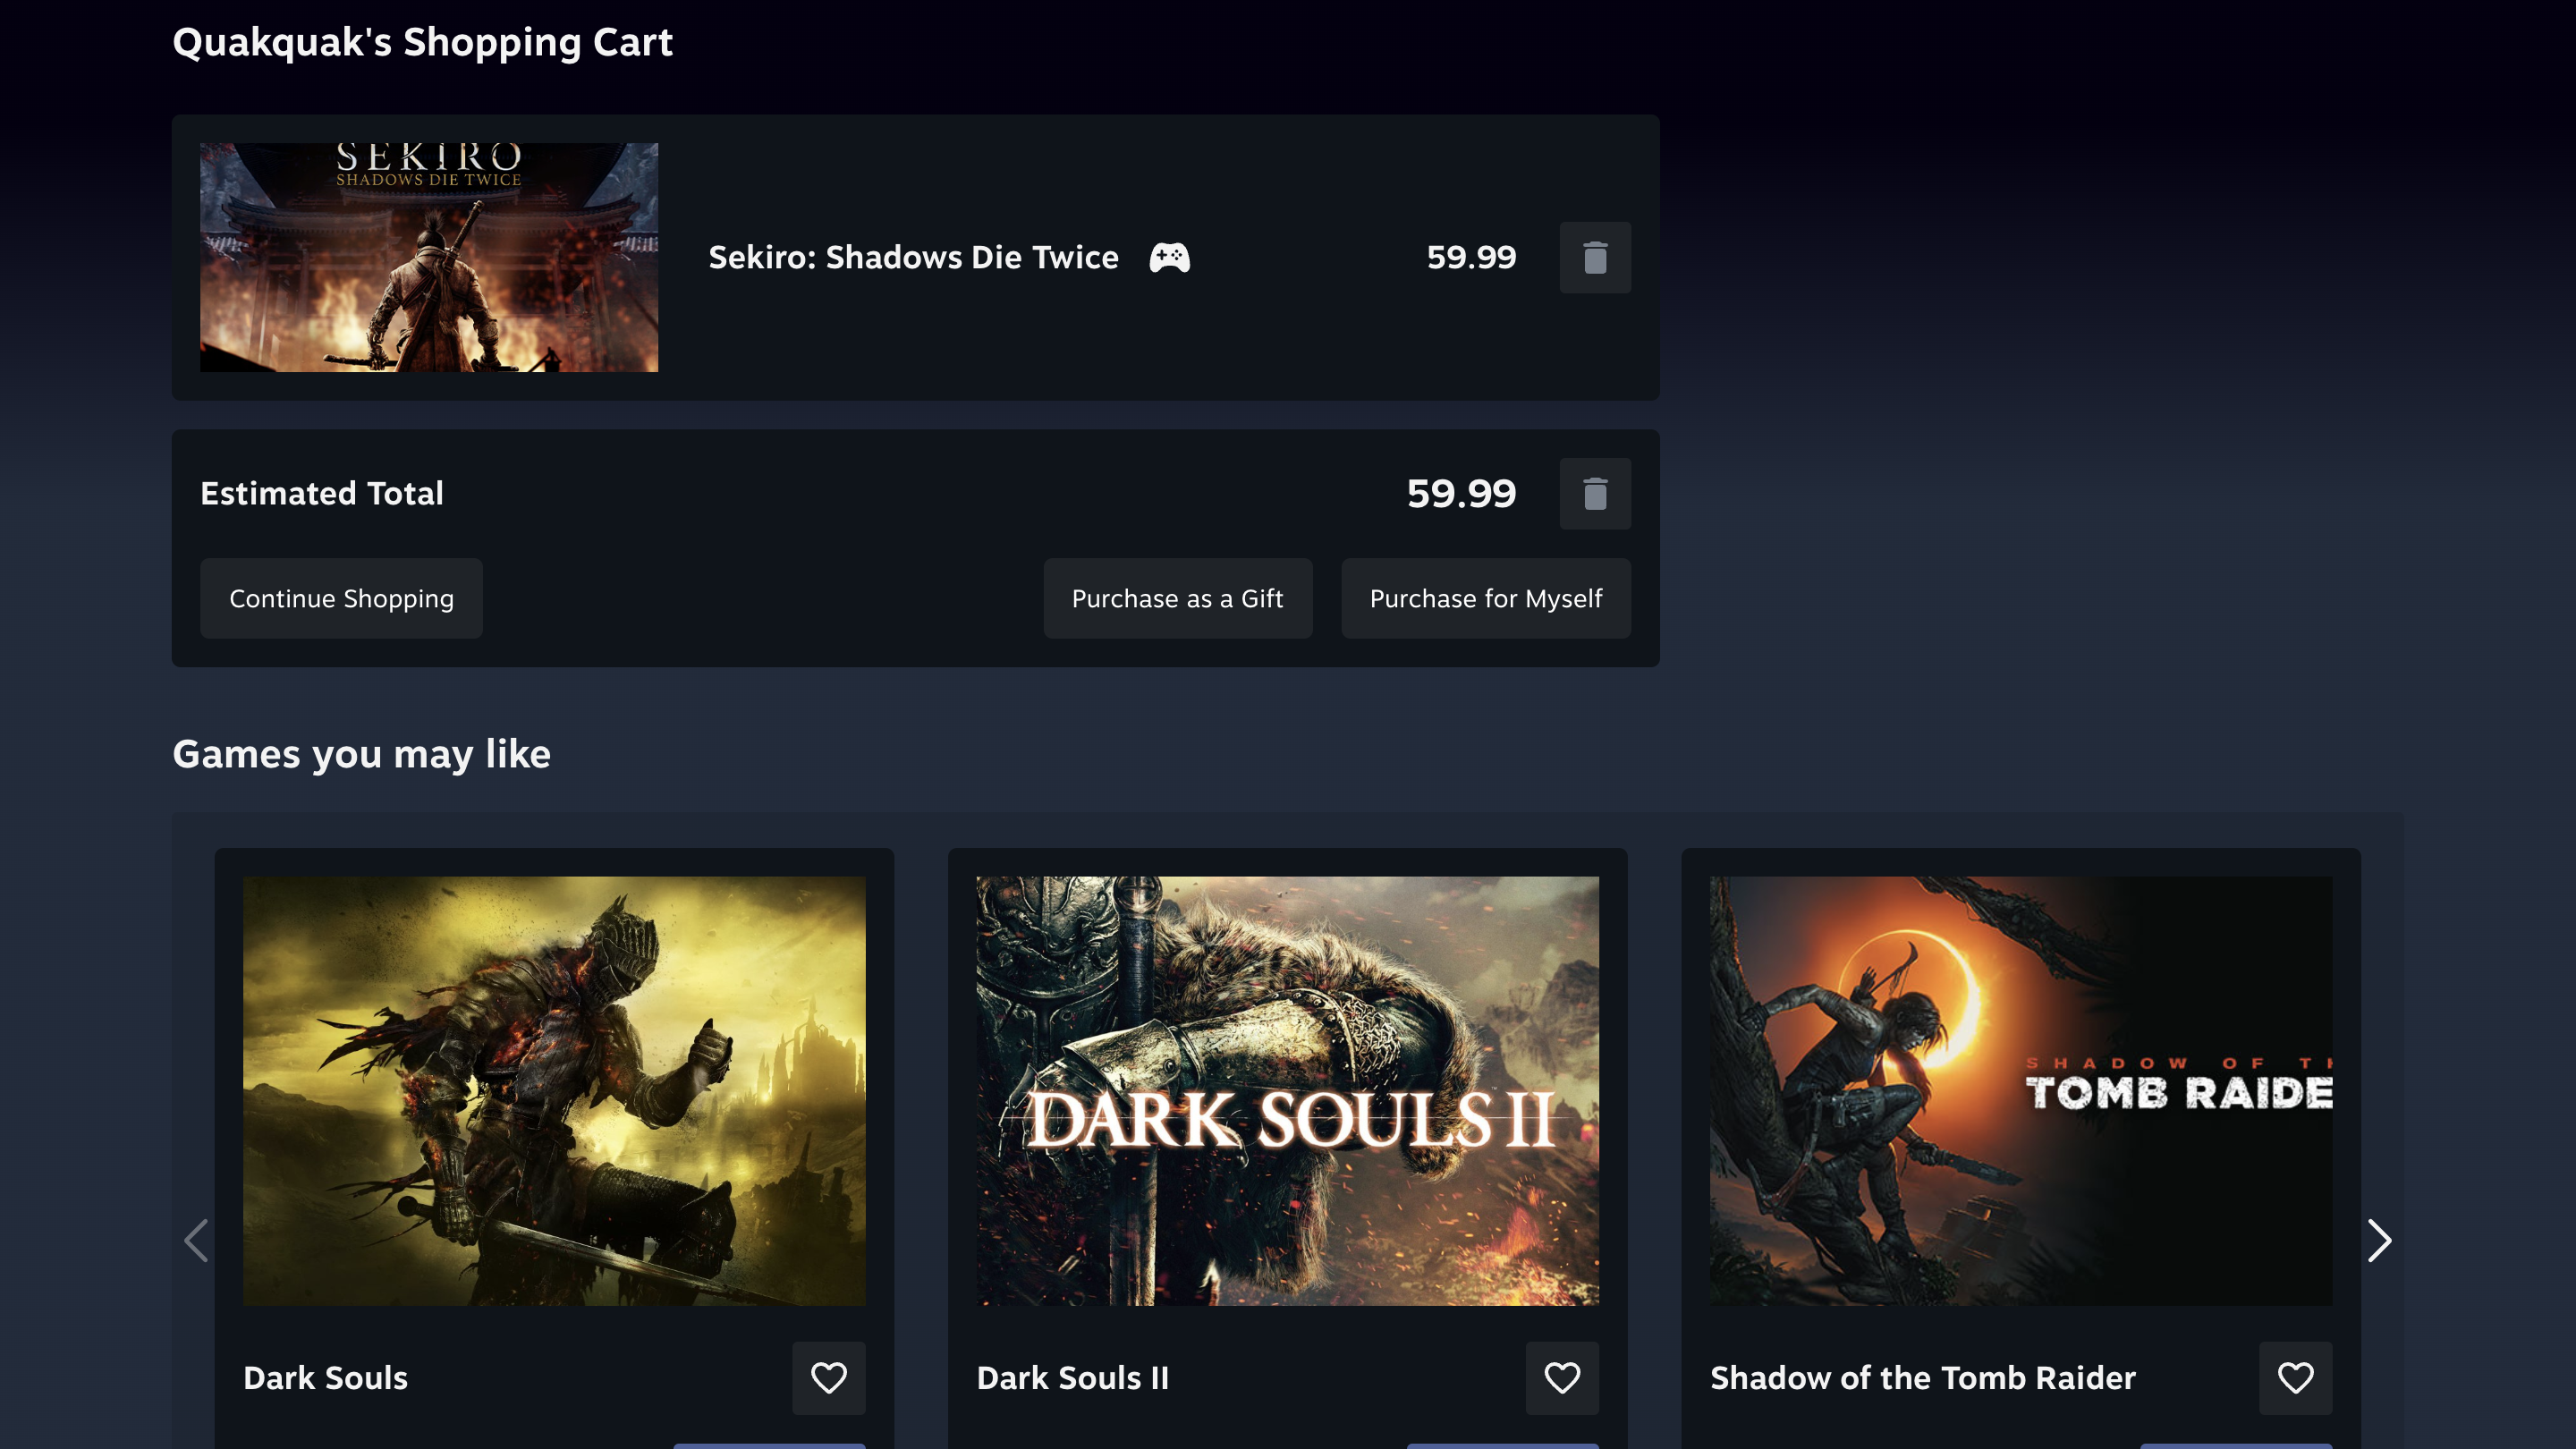 Quakquak's Shopping Cart
SEKIRO
SHADOWS DIE TWICE
Sekiro: Shadows Die Twice
59.99
Estimated Total
59.99
Continue Shopping
Purchase as a Gift
Purchase for Myself
Games you may like
DARK SOULS II
SHADOW OF TH
TOMB RAIDE
Dark Souls
Dark Souls II
Shadow of the Tomb Raider